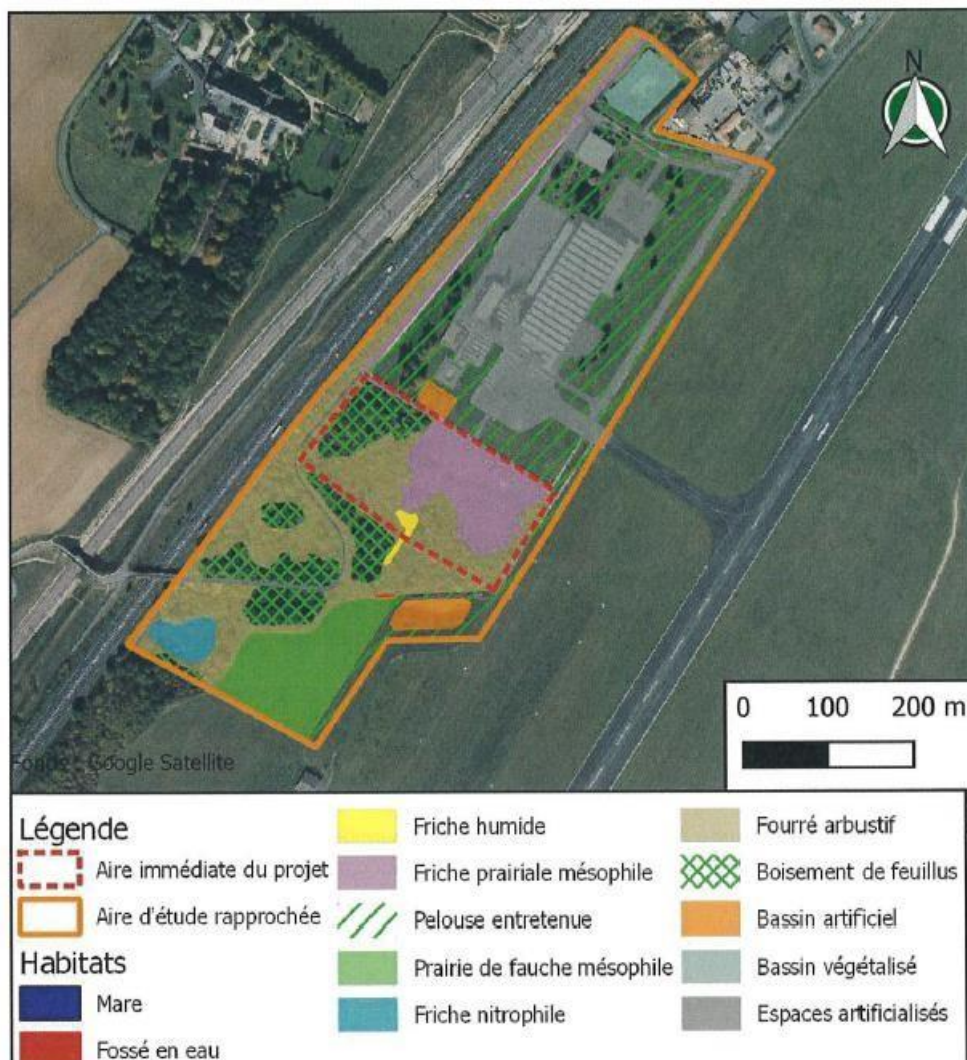 N
0 100 200 m
Fonds : Google Satellite
Légende
Aire immédiate du projet
Aire d'étude rapprochée
Habitats
Mare
Fossé en eau
Friche humide
Friche prairiale mésophile
Pelouse entretenue
Prairie de fauche mésophile
Friche nitrophile
Fourré arbustif
Boisement de feuillus
Bassin artificiel
Bassin végétalisé
Espaces artificialisés